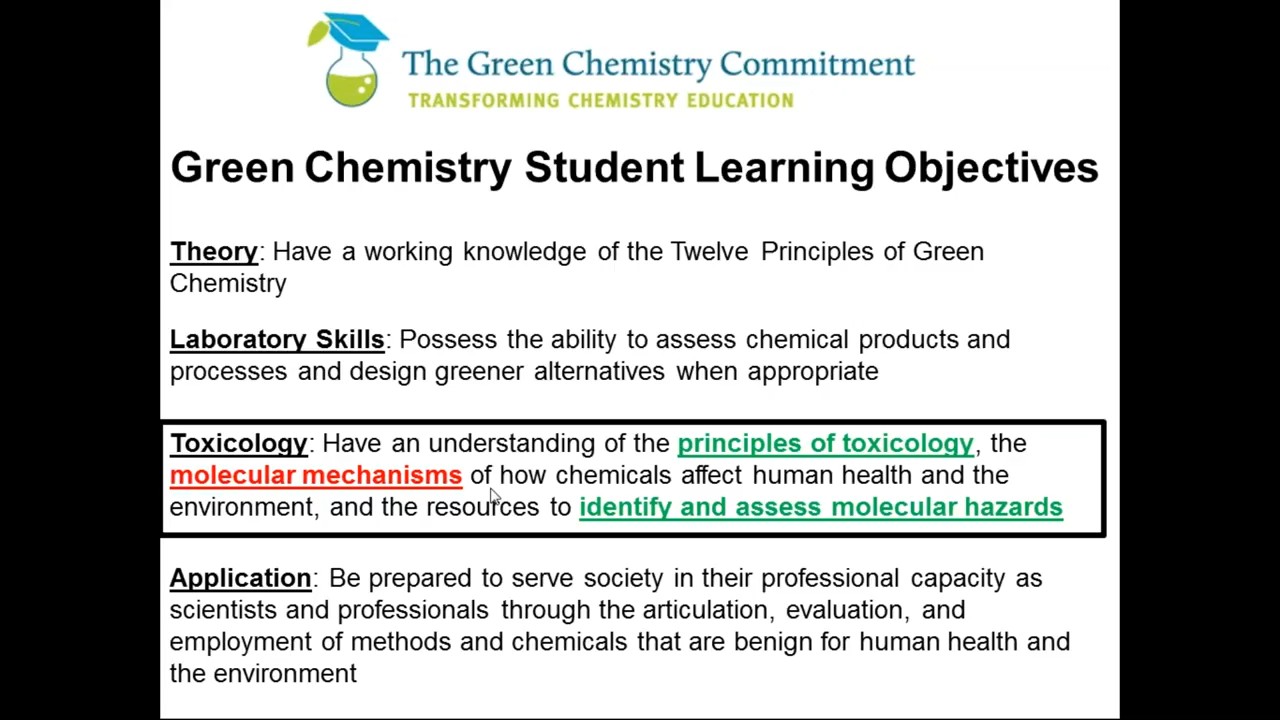 The Green Chemistry Commitment
TRANSFORMING CHEMISTRY EDUCATION
Green Chemistry Student Learning Objectives
Theory: Have a working knowledge of the Twelve Principles of Green
Chemistry
Laboratory Skills: Possess the ability to assess chemical products and
processes and design greener alternatives when appropriate
Toxicology: Have an understanding of the principles of toxicology, the
molecular mechanisms of how chemicals affect human health and the
environment, and the resources to identify and assess molecular hazards
Application: Be prepared to serve society in their professional capacity as
scientists and professionals through the articulation, evaluation, and
employment of methods and chemicals that are benign for human health and
the environment